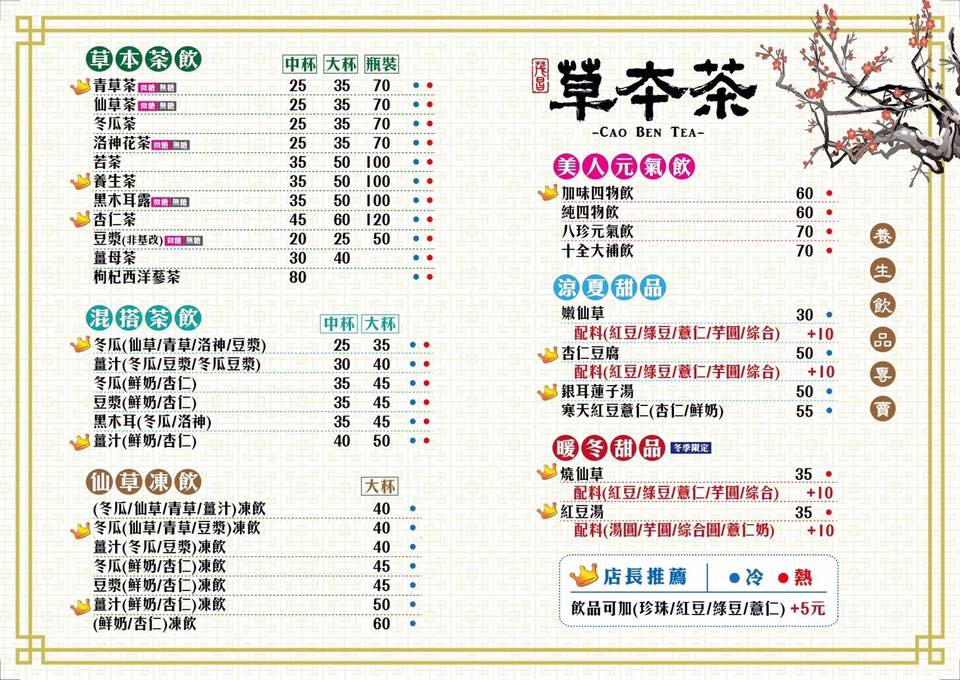 草本茶飲 中杯 大杯 瓶裝
青草茶 微糖 無糖 25 35 70
仙草茶 微糖 無糖 25 35 70
冬瓜茶 25 35 70
洛神花茶 微糖 無糖 25 35 70
苦茶 35 50 100
養生茶 35 50 100
黑木耳露 微糖 無糖 35 50 100
杏仁茶 45 60 120
豆漿(非基改) 微糖 無糖 20 25 50
薑母茶 30 40
枸杞西洋蔘茶 80
混搭茶飲 中杯 大杯
冬瓜(仙草/青草/洛神/豆漿) 25 35
薑汁(冬瓜/豆漿/冬瓜豆漿) 30 40
冬瓜(鮮奶/杏仁) 35 45
豆漿(鮮奶/杏仁) 35 45
黑木耳(冬瓜/洛神) 35 45
薑汁(鮮奶/杏仁) 40 50
仙草凍飲 大杯
(冬瓜/仙草/青草/薑汁)凍飲 40
冬瓜(仙草/青草/豆漿)凍飲 40
薑汁(冬瓜/豆漿)凍飲 40
冬瓜(鮮奶/杏仁)凍飲 45
豆漿(鮮奶/杏仁)凍飲 45
薑汁(鮮奶/杏仁)凍飲 50
(鮮奶/杏仁)凍飲 60
茂昌
草本茶
-CAO BEN TEA-
美人元氣飲
加味四物飲 60
純四物飲 60
八珍元氣飲 70
十全大補飲 70
涼夏甜品
嫩仙草 30
配料(紅豆/綠豆/薏仁/芋圓/綜合) +10
杏仁豆腐 50
配料(紅豆/綠豆/薏仁/芋圓/綜合) +10
銀耳蓮子湯 50
寒天紅豆薏仁(杏仁/鮮奶) 55
暖冬甜品 冬季限定
燒仙草 35
配料(紅豆/綠豆/薏仁/芋圓/綜合) +10
紅豆湯 35
配料(湯圓/芋圓/綜合圓/薏仁奶) +10
店長推薦 冷 熱
飲品可加(珍珠/紅豆/綠豆/薏仁)+5元
養生飲品專賣